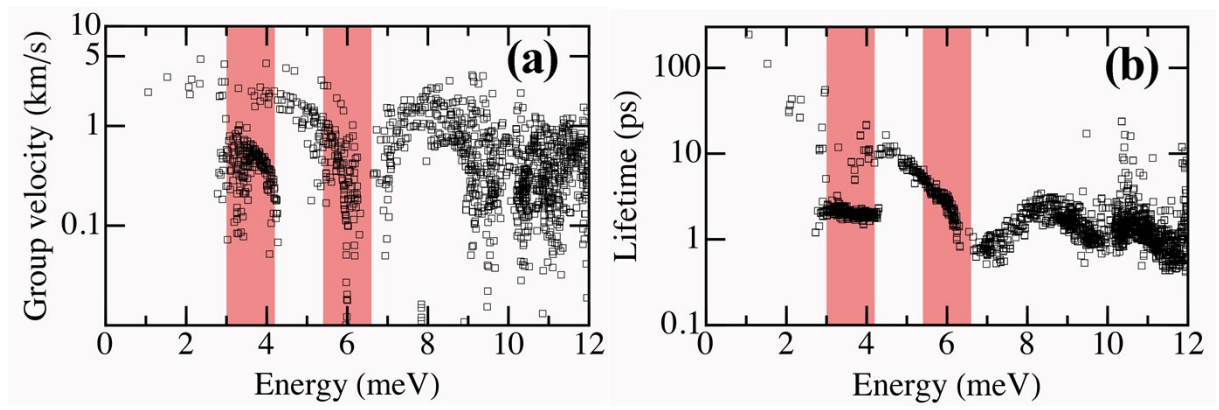 (a)
Group velocity (km/s)
10
5
1
0.1
0 2 4 6 8 10 12
Energy (meV)
(b)
Lifetime (ps)
100
10
1
0.1
0 2 4 6 8 10 12
Energy (meV)